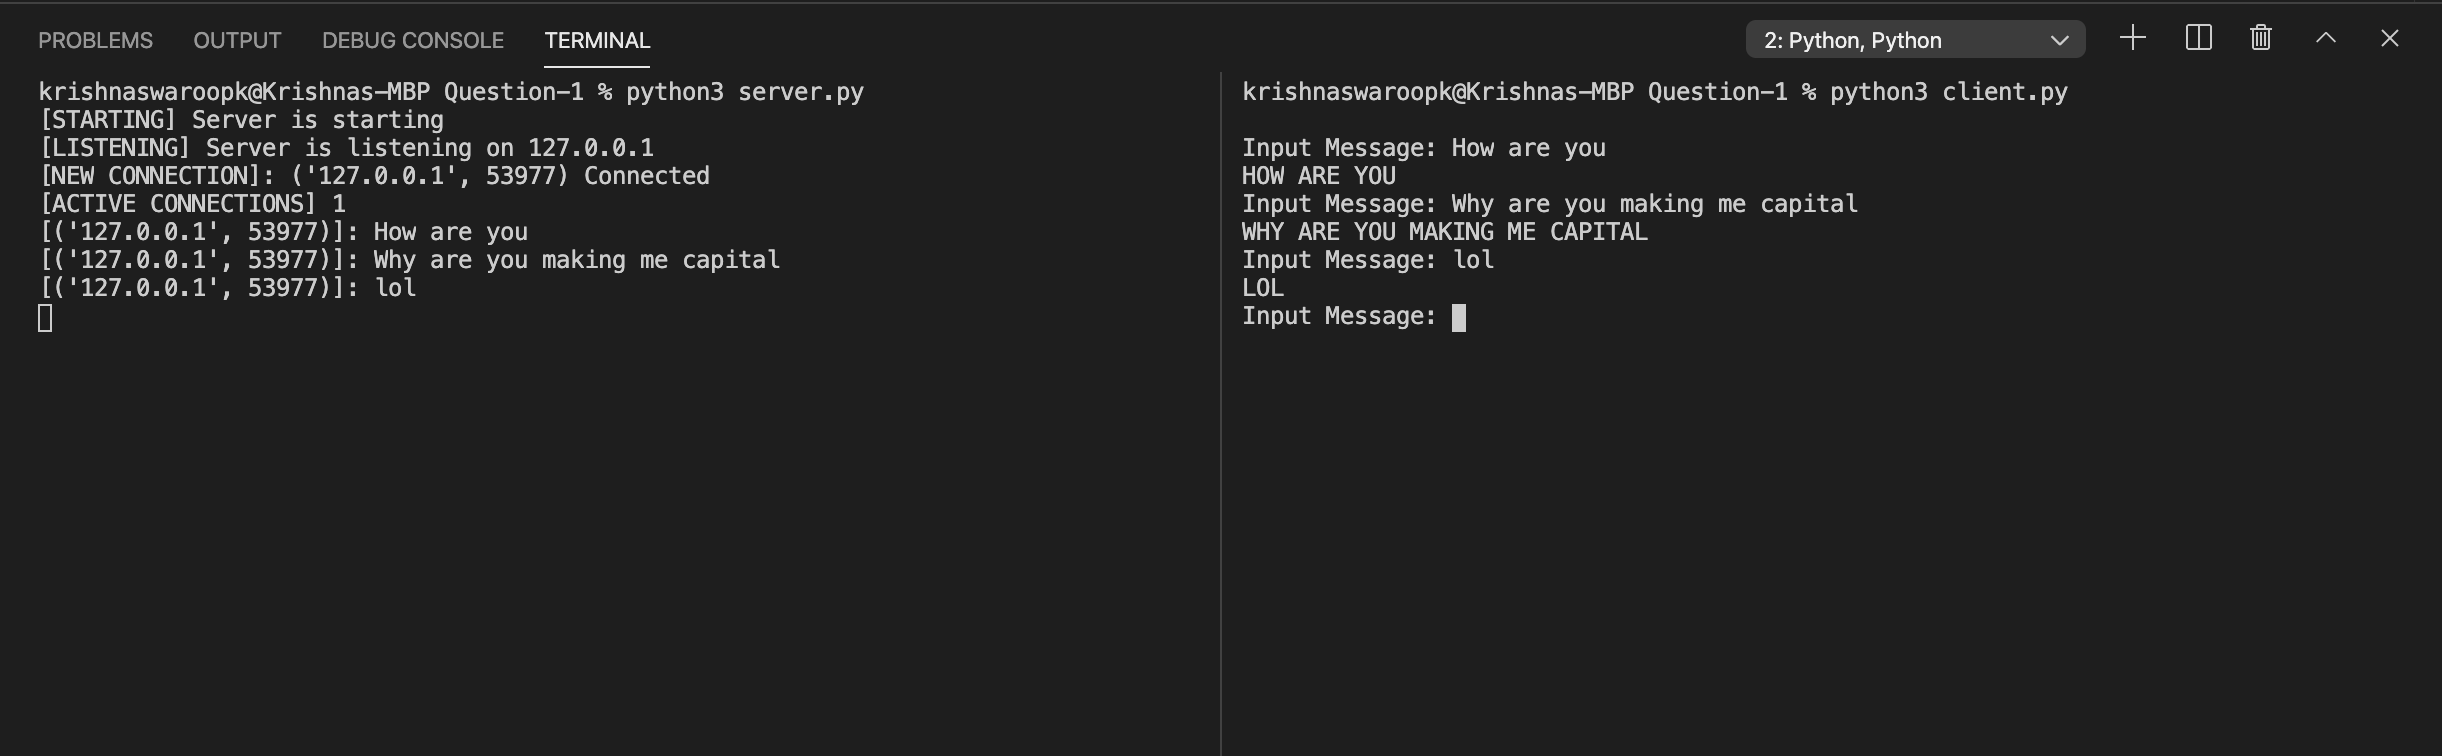 PROBLEMS OUTPUT DEBUG CONSOLE TERMINAL 2: Python, Python
krishnaswaroopk@Krishnas-MBP Question-1 % python3 server.py
[STARTING] Server is starting
[LISTENING] Server is listening on 127.0.0.1
[NEW CONNECTION]: ('127.0.0.1', 53977) Connected
[ACTIVE CONNECTIONS] 1
[('127.0.0.1', 53977)]: How are you
[('127.0.0.1', 53977)]: Why are you making me capital
[('127.0.0.1', 53977)]: lol
krishnaswaroopk@Krishnas-MBP Question-1 % python3 client.py
Input Message: How are you
HOW ARE YOU
Input Message: Why are you making me capital
WHY ARE YOU MAKING ME CAPITAL
Input Message: lol
LOL
Input Message: